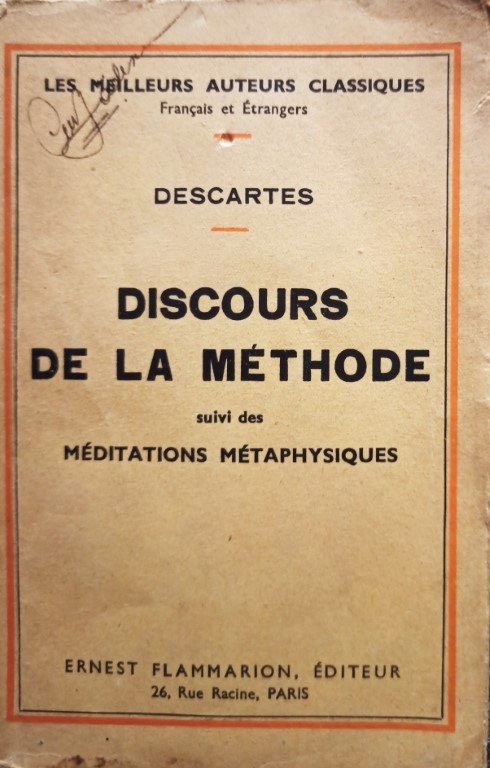 LES MEILLEURS AUTEURS CLASSIQUES
Français et Étrangers
DESCARTES
DISCOURS
DE LA MÉTHODE
suivi des
MÉDITATIONS MÉTAPHYSIQUES
ERNEST FLAMMARION, ÉDITEUR
26, Rue Racine, PARIS